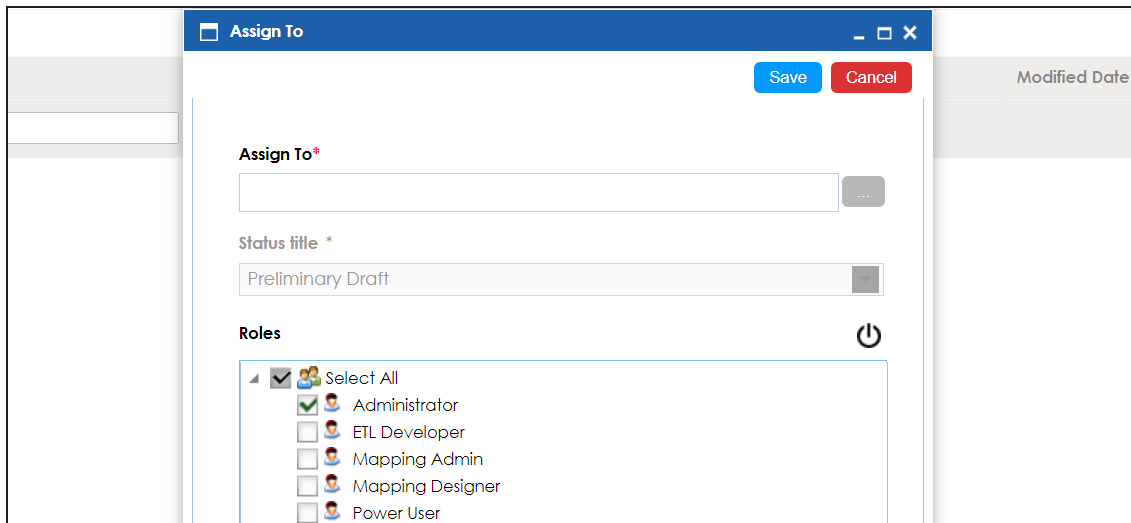 Assign To
Save Cancel
Modified Date
Assign To*
...
Status title *
Preliminary Draft
Roles
Select All
Administrator
ETL Developer
Mapping Admin
Mapping Designer
Power User